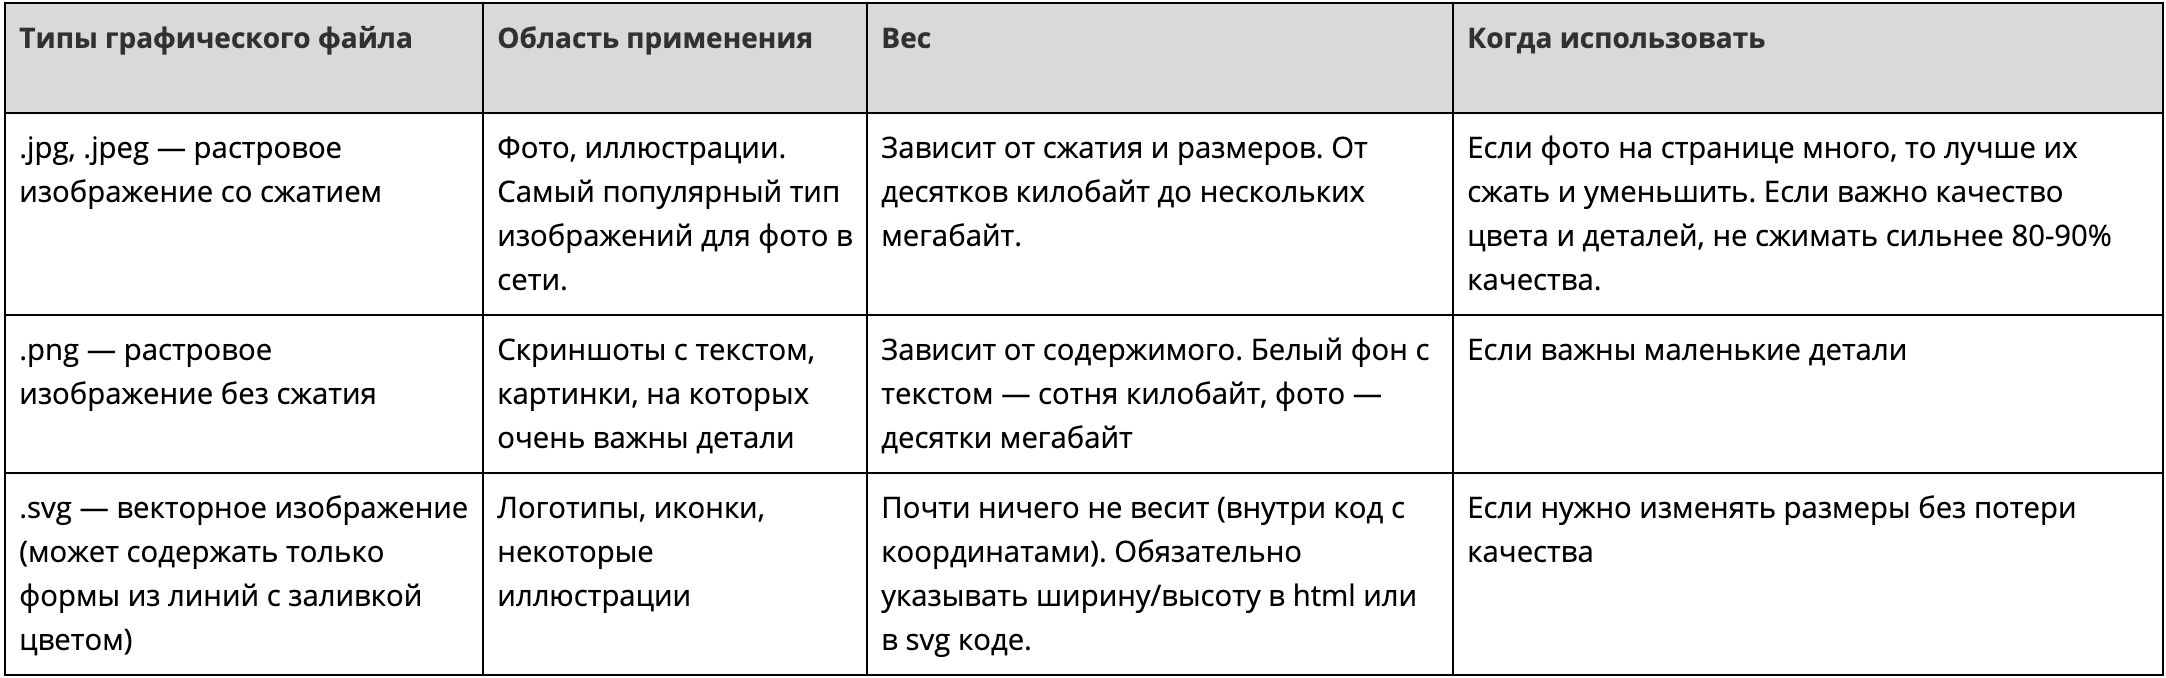 Типы графического файла
Область применения
Вес
Когда использовать
.jpg, .jpeg — растровое
изображение со сжатием
Фото, иллюстрации.
Самый популярный тип
изображений для фото в
сети.
Зависит от сжатия и размеров. От
десятков килобайт до нескольких
мегабайт.
Если фото на странице много, то лучше их
сжать и уменьшить. Если важно качество
цвета и деталей, не сжимать сильнее 80-90%
качества.
.png — растровое
изображение без сжатия
Скриншоты с текстом,
картинки, на которых
очень важны детали
Зависит от содержимого. Белый фон с
текстом — сотня килобайт, фото —
десятки мегабайт
Если важны маленькие детали
.svg — векторное изображение
(может содержать только
формы из линий с заливкой
цветом)
Логотипы, иконки,
некоторые
иллюстрации
Почти ничего не весит (внутри код с
координатами). Обязательно
указывать ширину/высоту в html или
в svg коде.
Если нужно изменять размеры без потери
качества